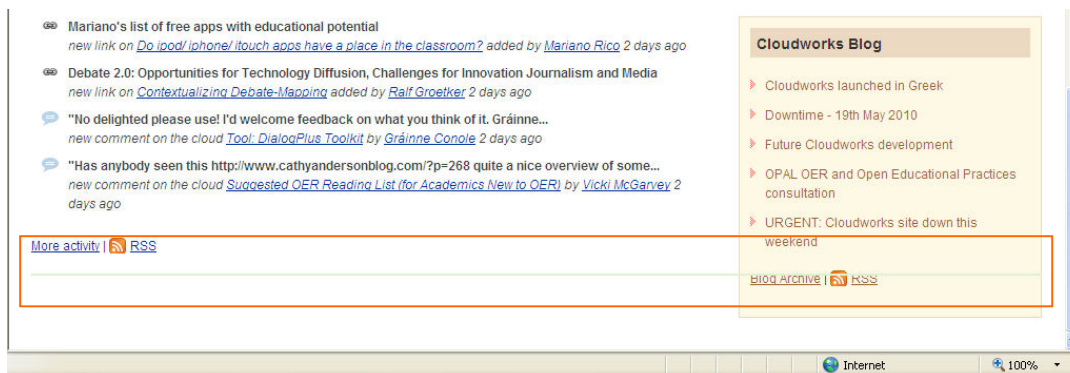 Mariano's list of free apps with educational potential
new link on Do ipod/ iphone/ itouch apps have a place in the classroom? added by Mariano Rico 2 days ago
Debate 2.0: Opportunities for Technology Diffusion, Challenges for Innovation Journalism and Media
new link on Contextualizing Debate-Mapping added by Ralf Groetker 2 days ago
"No delighted please use! I'd welcome feedback on what you think of it. Gráinne...
new comment on the cloud Tool: DialogPlus Toolkit by Gráinne Conole 2 days ago
"Has anybody seen this http://www.cathyandersonblog.com/?p=268 quite a nice overview of some...
new comment on the cloud Suggested OER Reading List (for Academics New to OER) by Vicki McGarvey 2
days ago
More activity | RSS
Cloudworks Blog
Cloudworks launched in Greek
Downtime - 19th May 2010
Future Cloudworks development
OPAL OER and Open Educational Practices
consultation
URGENT: Cloudworks site down this
weekend
Blog Archive | RSS
Internet
100%